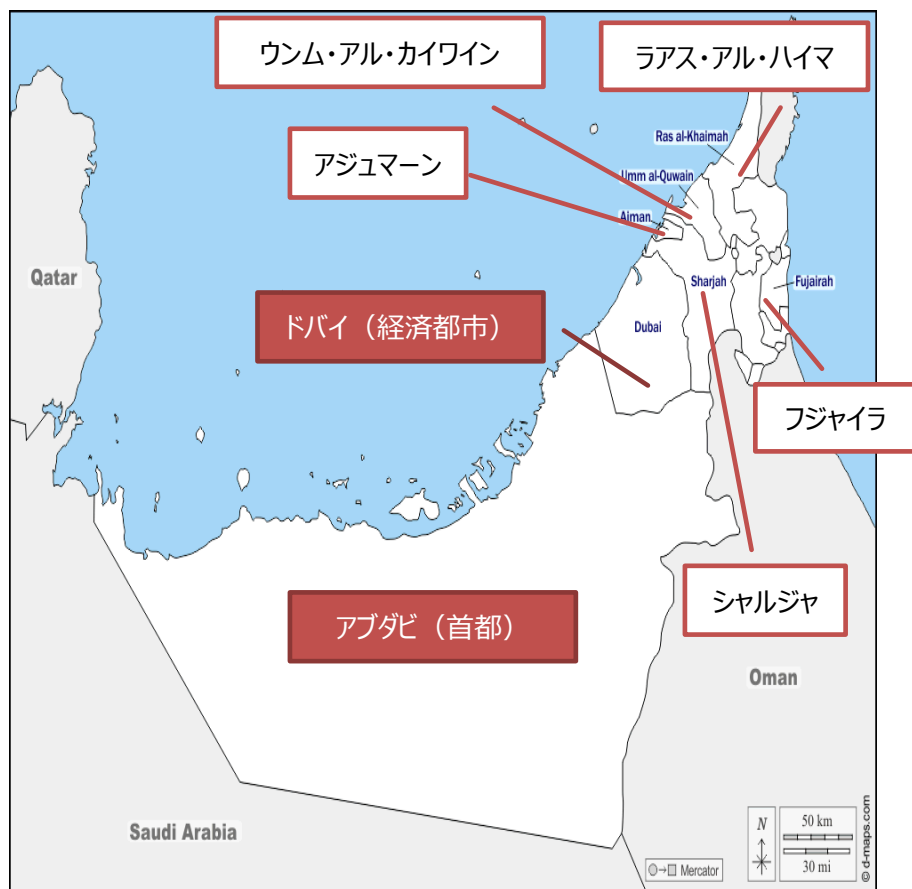 ウンム・アル・カイワイン
ラアス・アル・ハイマ
Ras al-Khaimah
アジュマーン
Umm al-Quwain
Ajman
Qatar
Sharjah
Fujairah
ドバイ（経済都市）
Dubai
フジャイラ
シャルジャ
アブダビ（首都）
Oman
Saudi Arabia
N
50 km
30 mi
Mercator
© d-maps.com